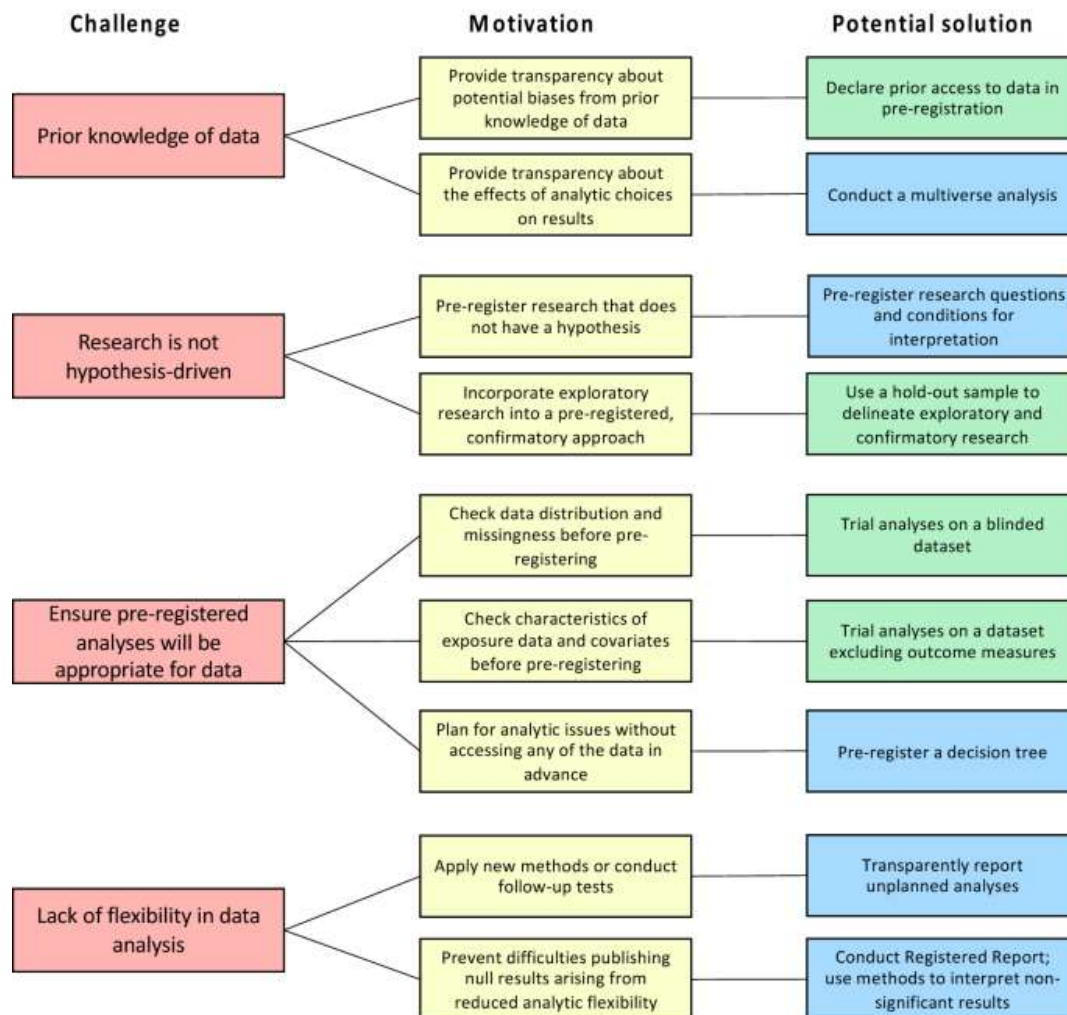 Challenge
Motivation
Potential solution
Prior knowledge of data
Provide transparency about
potential biases from prior
knowledge of data
Declare prior access to data in
pre-registration
Provide transparency about
the effects of analytic choices
on results
Conduct a multiverse analysis
Research is not
hypothesis-driven
Pre-register research that does
not have a hypothesis
Pre-register research questions
and conditions for
interpretation
Incorporate exploratory
research into a pre-registered,
confirmatory approach
Use a hold-out sample to
delineate exploratory and
confirmatory research
Ensure pre-registered
analyses will be
appropriate for data
Check data distribution and
missingness before pre-
registering
Trial analyses on a blinded
dataset
Check characteristics of
exposure data and covariates
before pre-registering
Trial analyses on a dataset
excluding outcome measures
Plan for analytic issues without
accessing any of the data in
advance
Pre-register a decision tree
Lack of flexibility in data
analysis
Apply new methods or conduct
follow-up tests
Transparently report
unplanned analyses
Prevent difficulties publishing
null results arising from
reduced analytic flexibility
Conduct Registered Report;
use methods to interpret non-
significant results